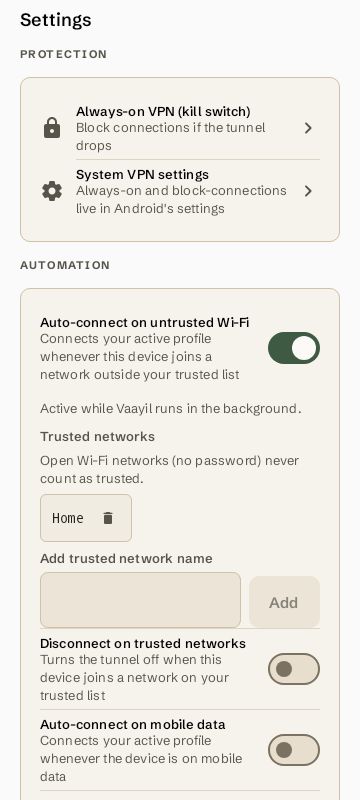 Settings
PROTECTION
Always-on VPN (kill switch)
Block connections if the tunnel
drops
System VPN settings
Always-on and block-connections
live in Android's settings
AUTOMATION
Auto-connect on untrusted Wi-Fi
Connects your active profile
whenever this device joins a
network outside your trusted list
Active while Vaayil runs in the background.
Trusted networks
Open Wi-Fi networks (no password) never
count as trusted.
Home
Add trusted network name
Add
Disconnect on trusted networks
Turns the tunnel off when this
device joins a network on your
trusted list
Auto-connect on mobile data
Connects your active profile
whenever the device is on mobile
data